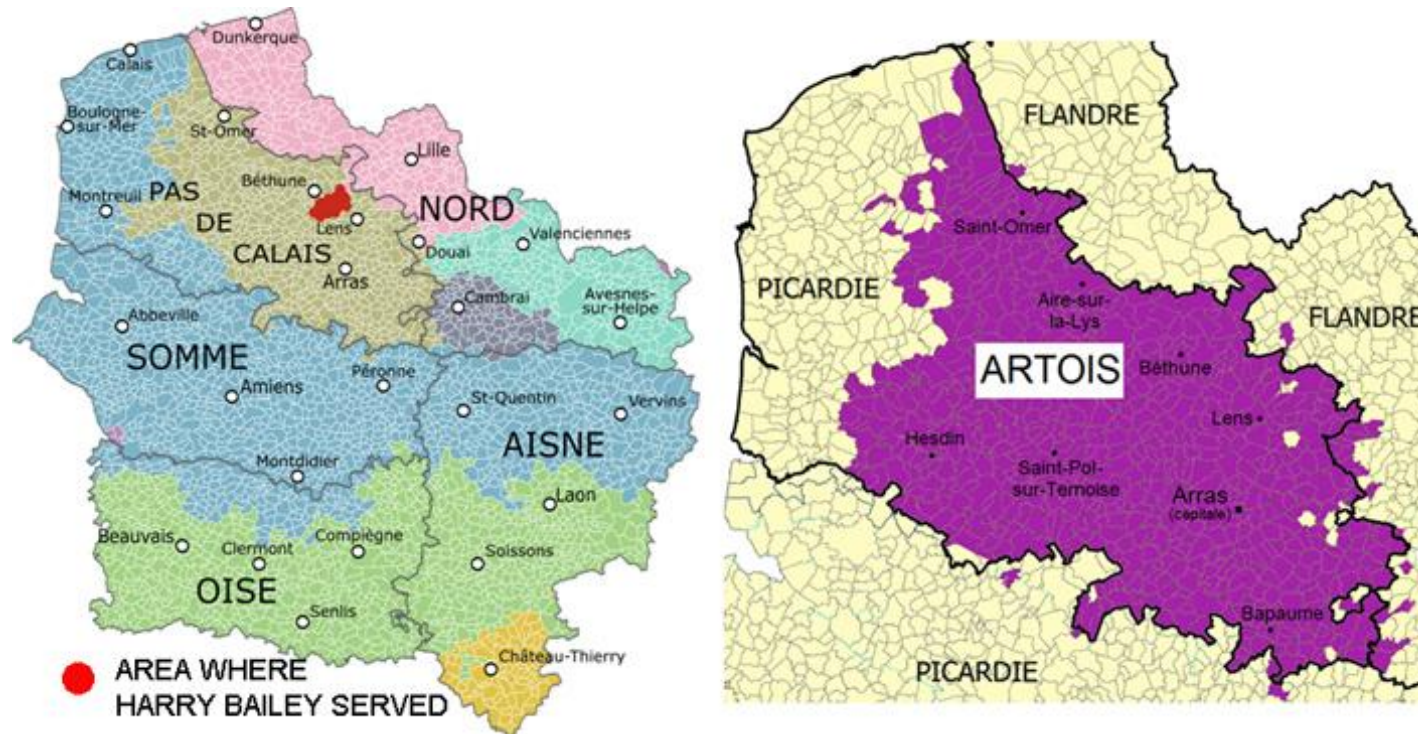 Dunkerque
Calais
Boulogne-
sur-Mer
St-Omer
Lille
Béthune
Montreuil
PAS
DE
CALAIS
NORD
Lens
Douai
Valenciennes
Arras
Cambrai
Avesnes-
sur-Helpe
Abbeville
SOMME
Péronne
Amiens
St-Quentin
Vervins
AISNE
Montdidier
Laon
Beauvais
Clermont
Compiègne
Soissons
OISE
Senlis
Château-Thierry
AREA WHERE
HARRY BAILEY SERVED
FLANDRE
Saint-Omer
PICARDIE
Aire-sur-
la-Lys
FLANDRE
ARTOIS
Béthune
Lens
Hesdin
Saint-Pol-
sur-Ternoise
Arras
(capitale)
Bapaume
PICARDIE